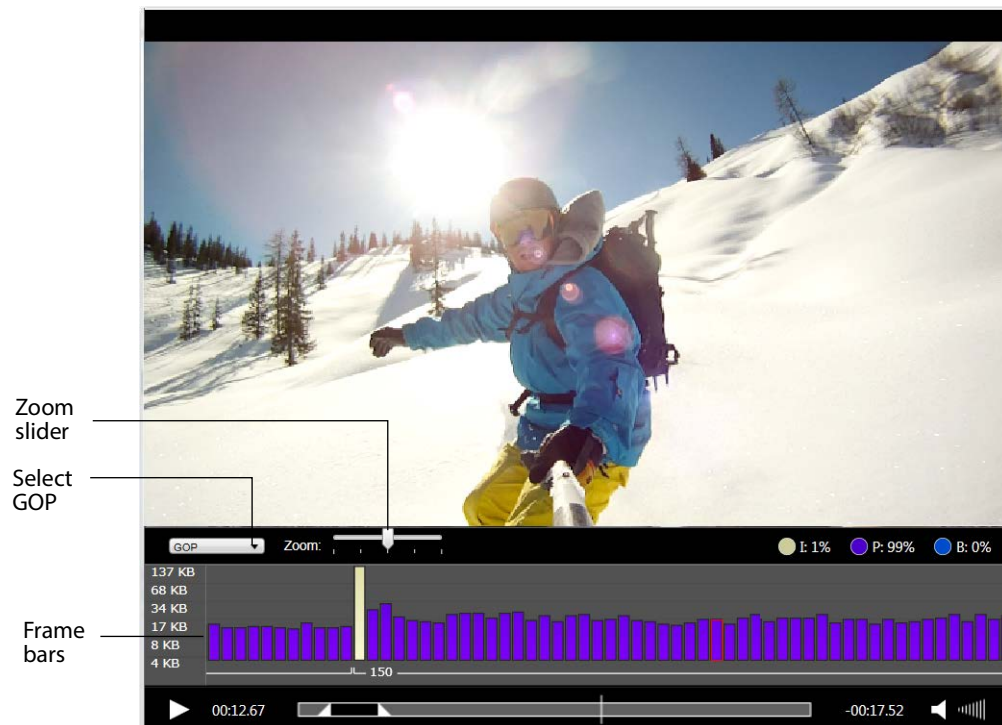 Zoom
slider
Select
GOP
GOP
Zoom:
I: 1%
P: 99%
B: 0%
137 KB
68 KB
34 KB
17 KB
8 KB
4 KB
Frame
bars
150
00:12.67
-00:17.52